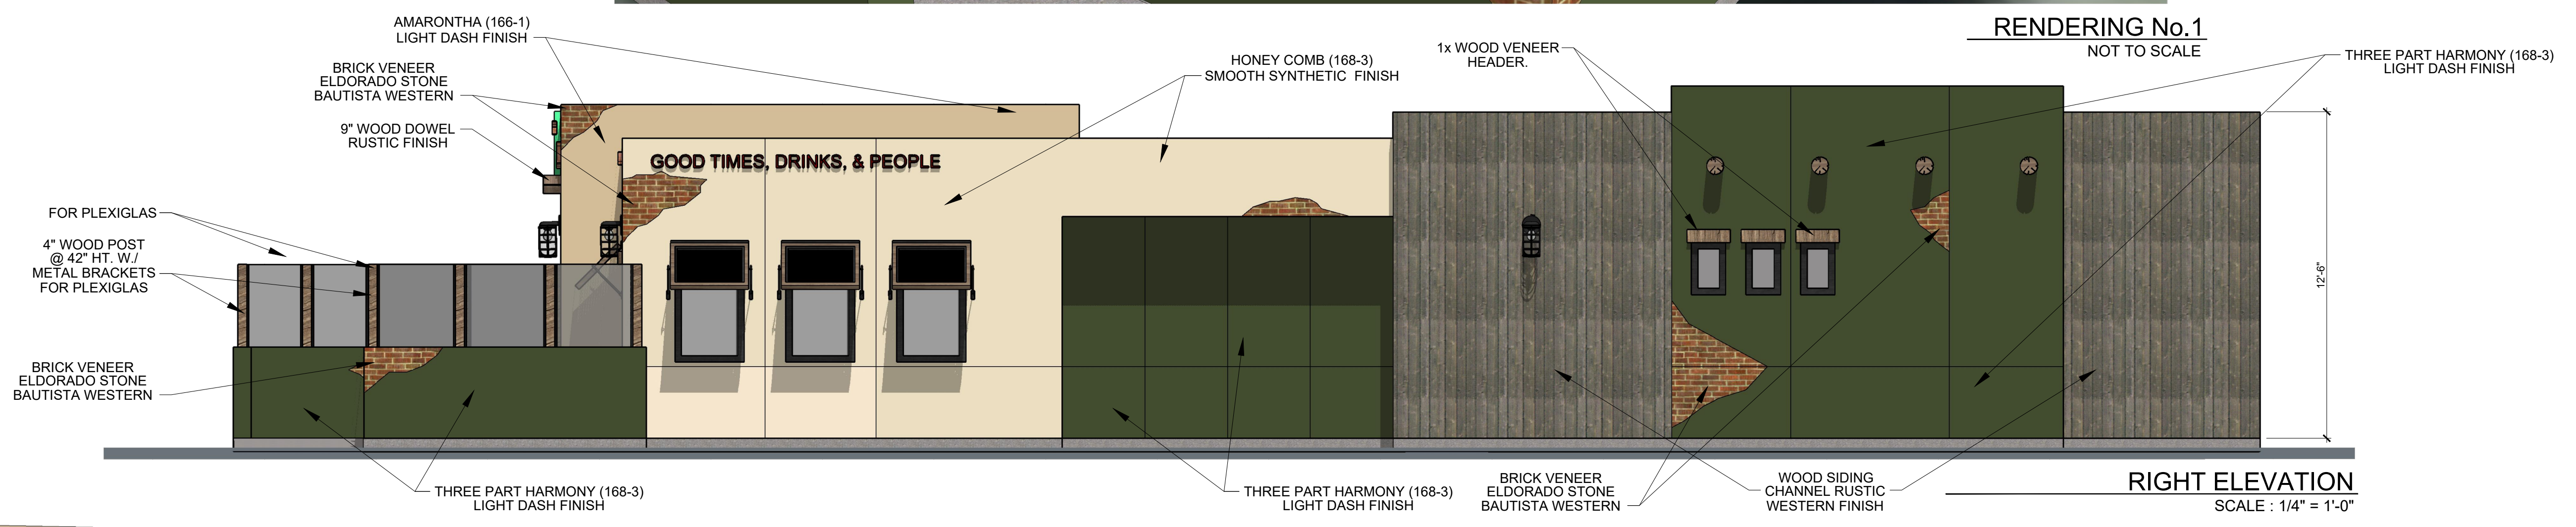 AMARONTHA (166-1)
LIGHT DASH FINISH
BRICK VENEER
ELDORADO STONE
BAUTISTA WESTERN
9" WOOD DOWEL
RUSTIC FINISH
FOR PLEXIGLAS
4" WOOD POST
@ 42" HT. W./
METAL BRACKETS
FOR PLEXIGLAS
BRICK VENEER
ELDORADO STONE
BAUTISTA WESTERN
THREE PART HARMONY (168-3)
LIGHT DASH FINISH
GOOD TIMES, DRINKS, & PEOPLE
HONEY COMB (168-3)
SMOOTH SYNTHETIC FINISH
1x WOOD VENEER
HEADER.
RENDERING No.1
NOT TO SCALE
THREE PART HARMONY (168-3)
LIGHT DASH FINISH
12'-6"
THREE PART HARMONY (168-3)
LIGHT DASH FINISH
BRICK VENEER
ELDORADO STONE
BAUTISTA WESTERN
WOOD SIDING
CHANNEL RUSTIC
WESTERN FINISH
RIGHT ELEVATION
SCALE : 1/4" = 1'-0"